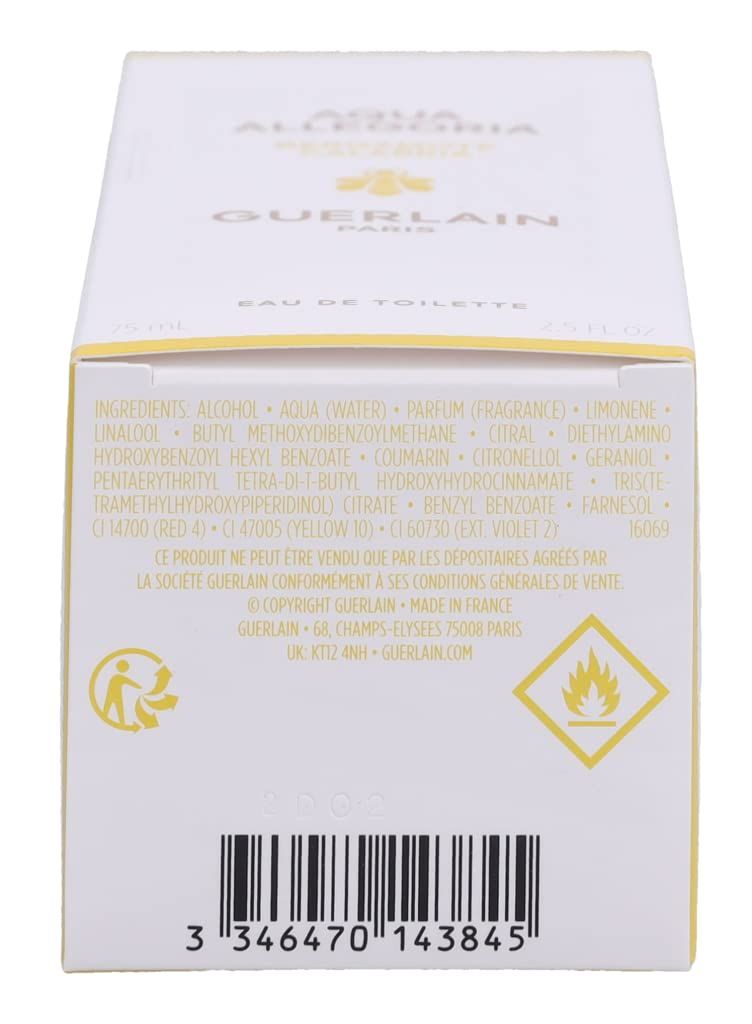 AQUA
ALLEGORIA
BERGAMOTE
CALABRIA
GUERLAIN
PARIS
EAU DE TOILETTE
75 mL 2.5 FL OZ
INGREDIENTS: ALCOHOL • AQUA (WATER) • PARFUM (FRAGRANCE) • LIMONENE •
LINALOOL • BUTYL METHOXYDIBENZOYLMETHANE • CITRAL • DIETHYLAMINO
HYDROXYBENZOYL HEXYL BENZOATE • COUMARIN • CITRONELLOL • GERANIOL •
PENTAERYTHRITYL TETRA-DI-T-BUTYL HYDROXYHYDROCINNAMATE • TRIS(TE-
TRAMETHYLHYDROXYPIPERIDINOL) CITRATE • BENZYL BENZOATE • FARNESOL •
CI 14700 (RED 4) • CI 47005 (YELLOW 10) • CI 60730 (EXT. VIOLET 2) 16069
CE PRODUIT NE PEUT ÊTRE VENDU QUE PAR LES DÉPOSITAIRES AGRÉÉS PAR
LA SOCIÉTÉ GUERLAIN CONFORMÉMENT À SES CONDITIONS GÉNÉRALES DE VENTE.
© COPYRIGHT GUERLAIN • MADE IN FRANCE
GUERLAIN • 68, CHAMPS-ELYSEES 75008 PARIS
UK: KT12 4NH • GUERLAIN.COM
3 346470 143845